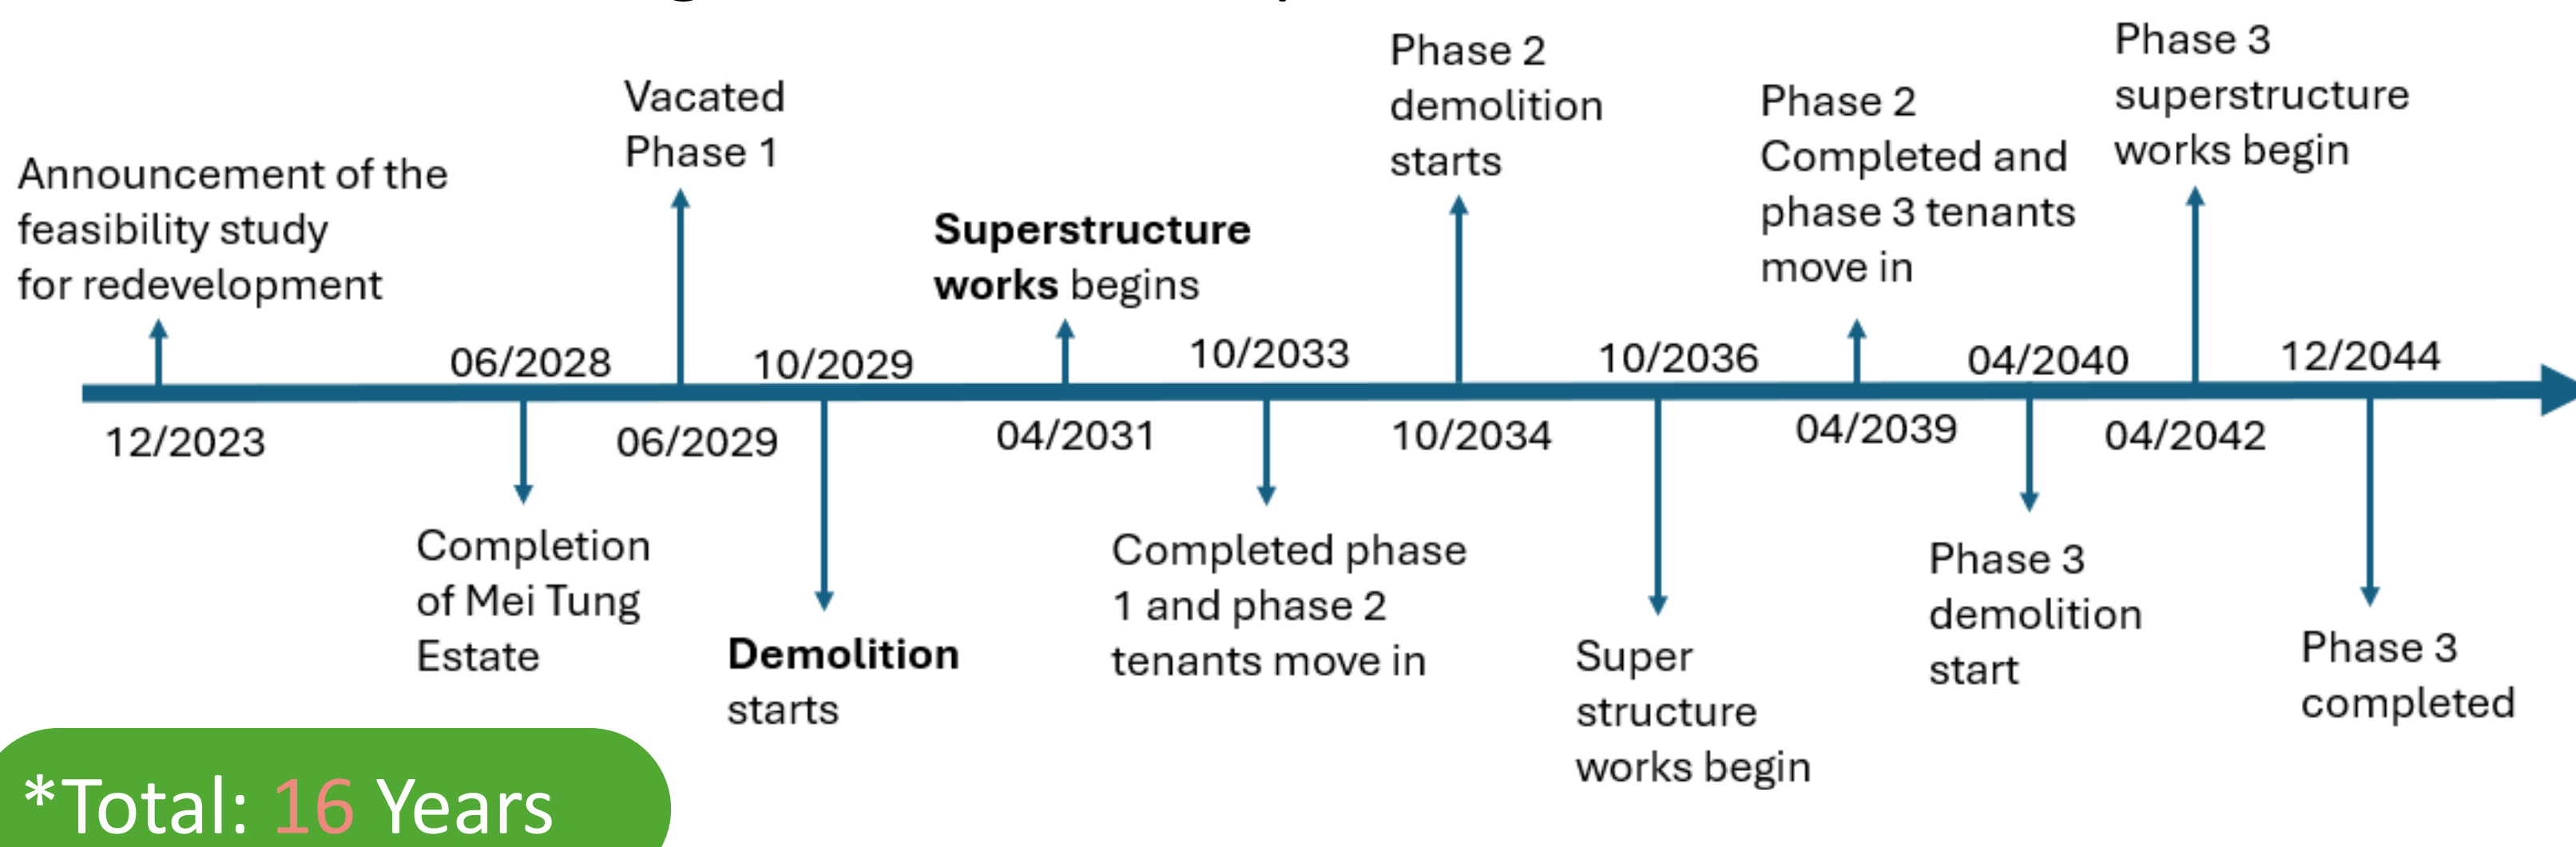 Announcement of the
feasibility study
for redevelopment
12/2023
06/2028
Completion
of Mei Tung
Estate
Vacated
Phase 1
06/2029
10/2029
Demolition
starts
Superstructure
works begins
04/2031
10/2033
Completed phase
1 and phase 2
tenants move in
Phase 2
demolition
starts
10/2034
10/2036
Super
structure
works begin
Phase 2
Completed and
phase 3 tenants
move in
04/2039
04/2040
Phase 3
demolition
start
Phase 3
superstructure
works begin
04/2042
12/2044
Phase 3
completed
*Total: 16 Years